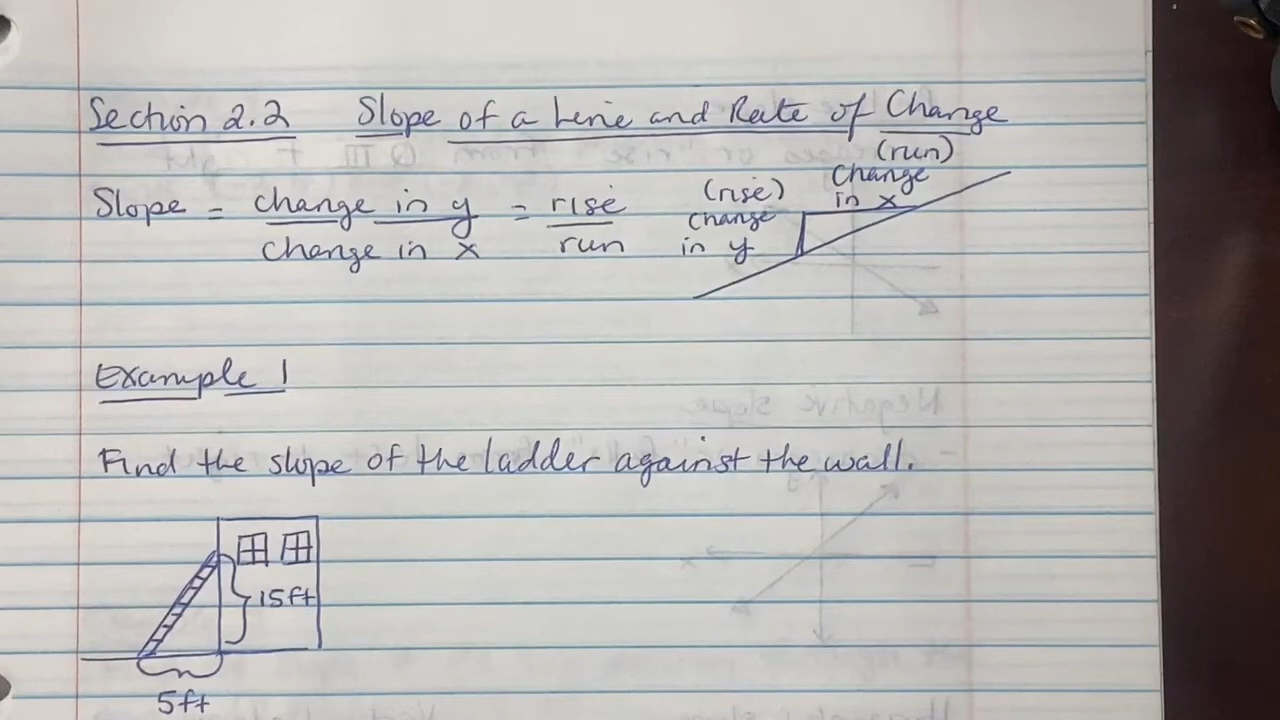 Section 2.2 Slope of a Line and Rate of Change
Slope = change in y / change in x = rise / run
(rise) change in y
(run) change in x
Example 1
Find the slope of the ladder against the wall.
15ft
5ft